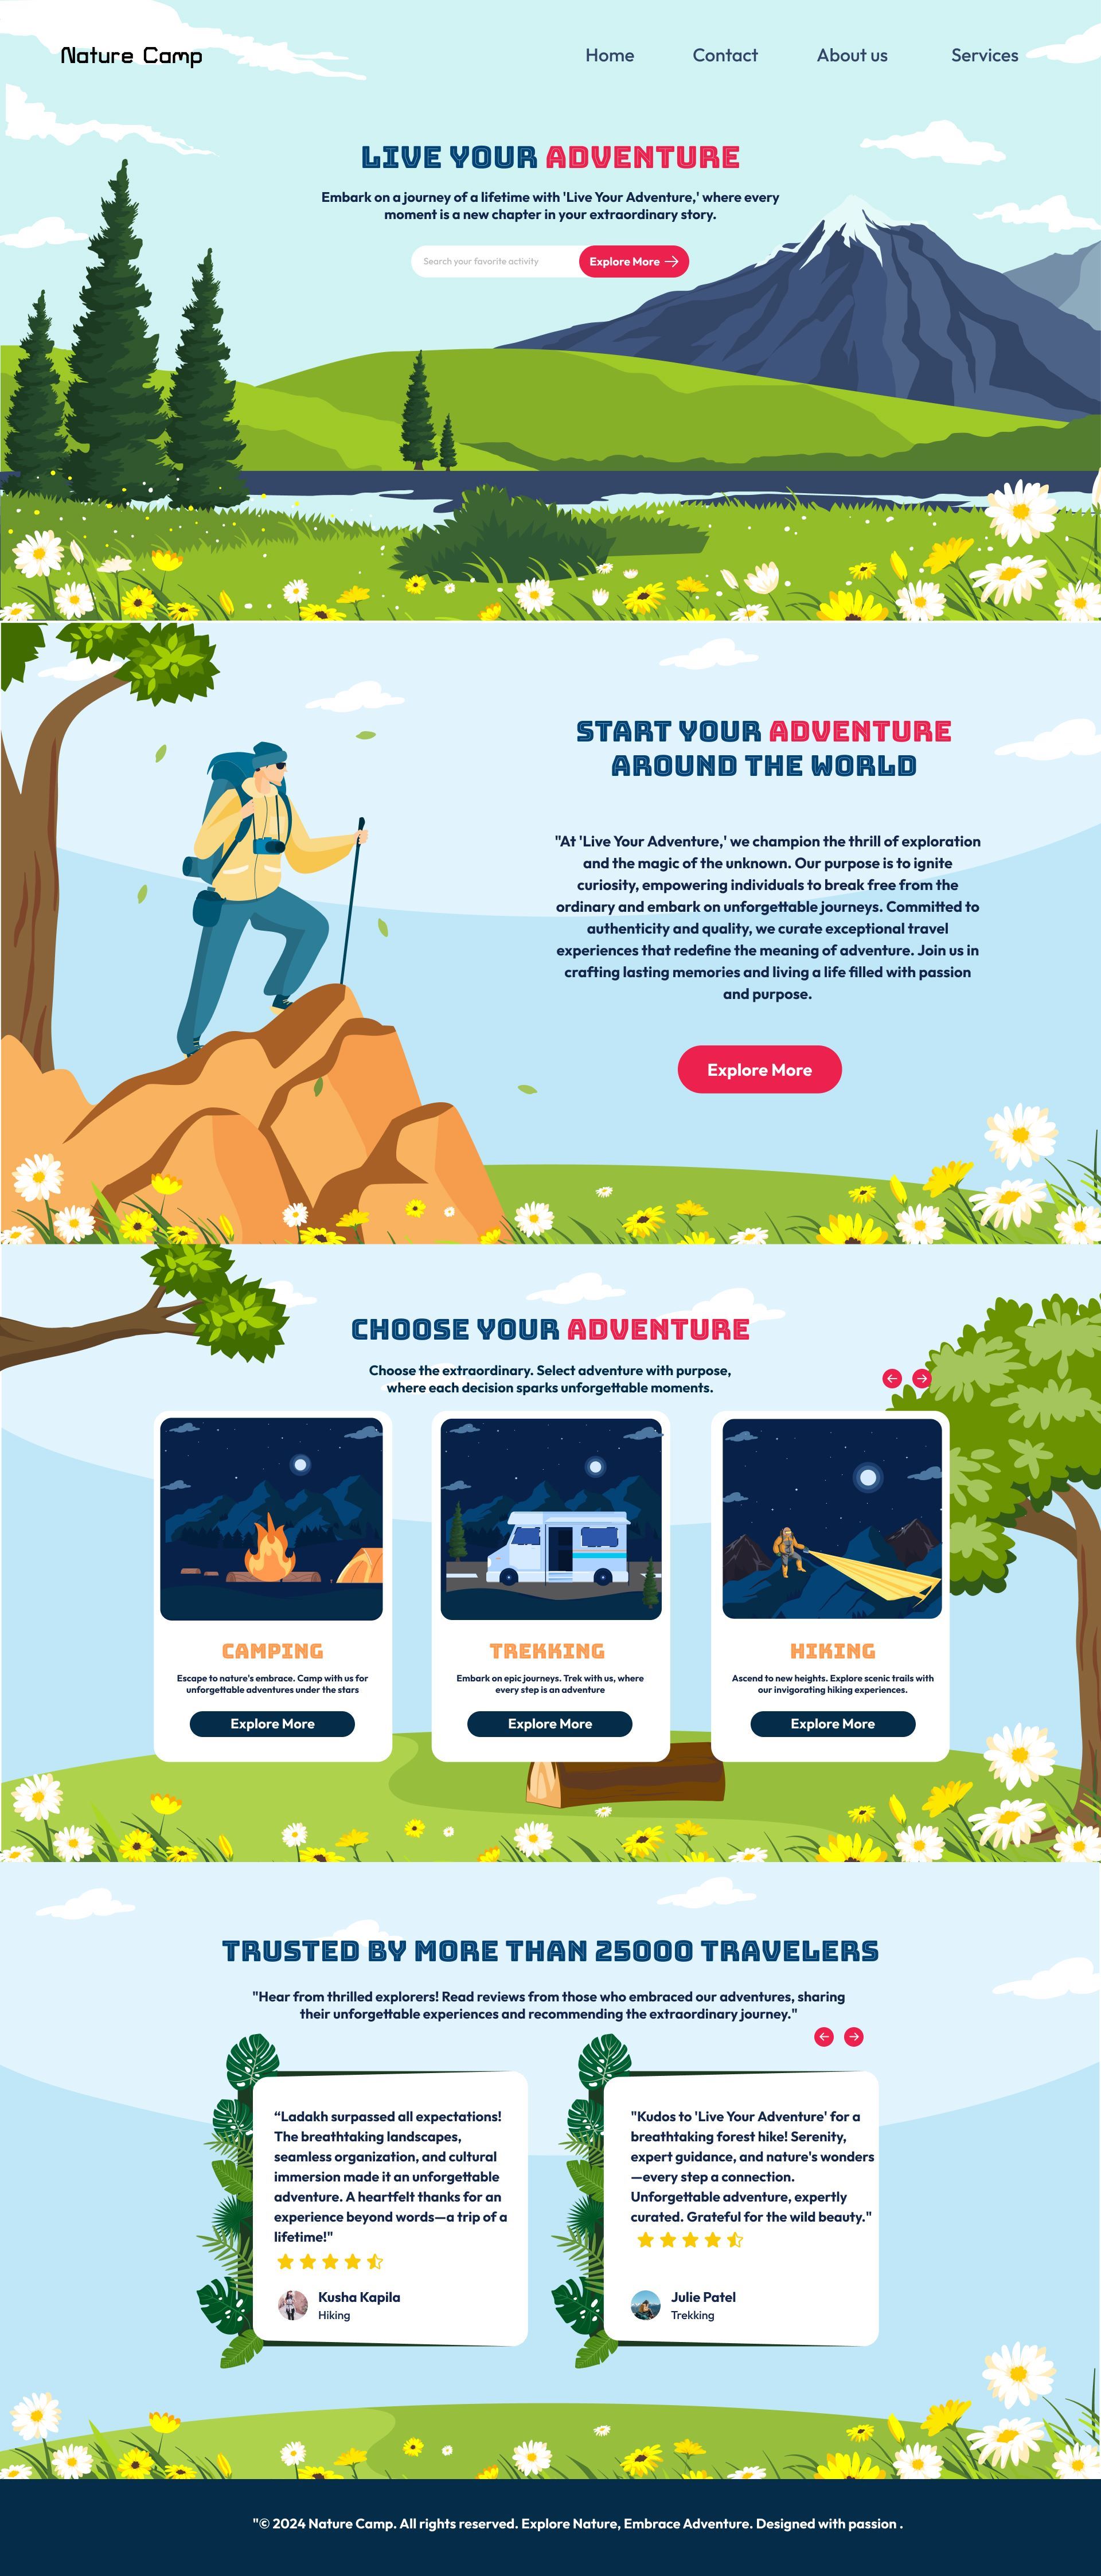 Nature Camp
Home Contact About us Services
LIVE YOUR ADVENTURE
Embark on a journey of a lifetime with 'Live Your Adventure,' where every
moment is a new chapter in your extraordinary story.
Search your favorite activity
Explore More
START YOUR ADVENTURE
AROUND THE WORLD
"At 'Live Your Adventure,' we champion the thrill of exploration
and the magic of the unknown. Our purpose is to ignite
curiosity, empowering individuals to break free from the
ordinary and embark on unforgettable journeys. Committed to
authenticity and quality, we curate exceptional travel
experiences that redefine the meaning of adventure. Join us in
crafting lasting memories and living a life filled with passion
and purpose.
Explore More
CHOOSE YOUR ADVENTURE
Choose the extraordinary. Select adventure with purpose,
where each decision sparks unforgettable moments.
CAMPING
Escape to nature's embrace. Camp with us for
unforgettable adventures under the stars
Explore More
TREKKING
Embark on epic journeys. Trek with us, where
every step is an adventure
Explore More
HIKING
Ascend to new heights. Explore scenic trails with
our invigorating hiking experiences.
Explore More
TRUSTED BY MORE THAN 25000 TRAVELERS
"Hear from thrilled explorers! Read reviews from those who embraced our adventures, sharing
their unforgettable experiences and recommending the extraordinary journey."
“Ladakh surpassed all expectations!
The breathtaking landscapes,
seamless organization, and cultural
immersion made it an unforgettable
adventure. A heartfelt thanks for an
experience beyond words—a trip of a
lifetime!"
Kusha Kapila
Hiking
"Kudos to 'Live Your Adventure' for a
breathtaking forest hike! Serenity,
expert guidance, and nature's wonders
—every step a connection.
Unforgettable adventure, expertly
curated. Grateful for the wild beauty."
Julie Patel
Trekking
"© 2024 Nature Camp. All rights reserved. Explore Nature, Embrace Adventure. Designed with passion .